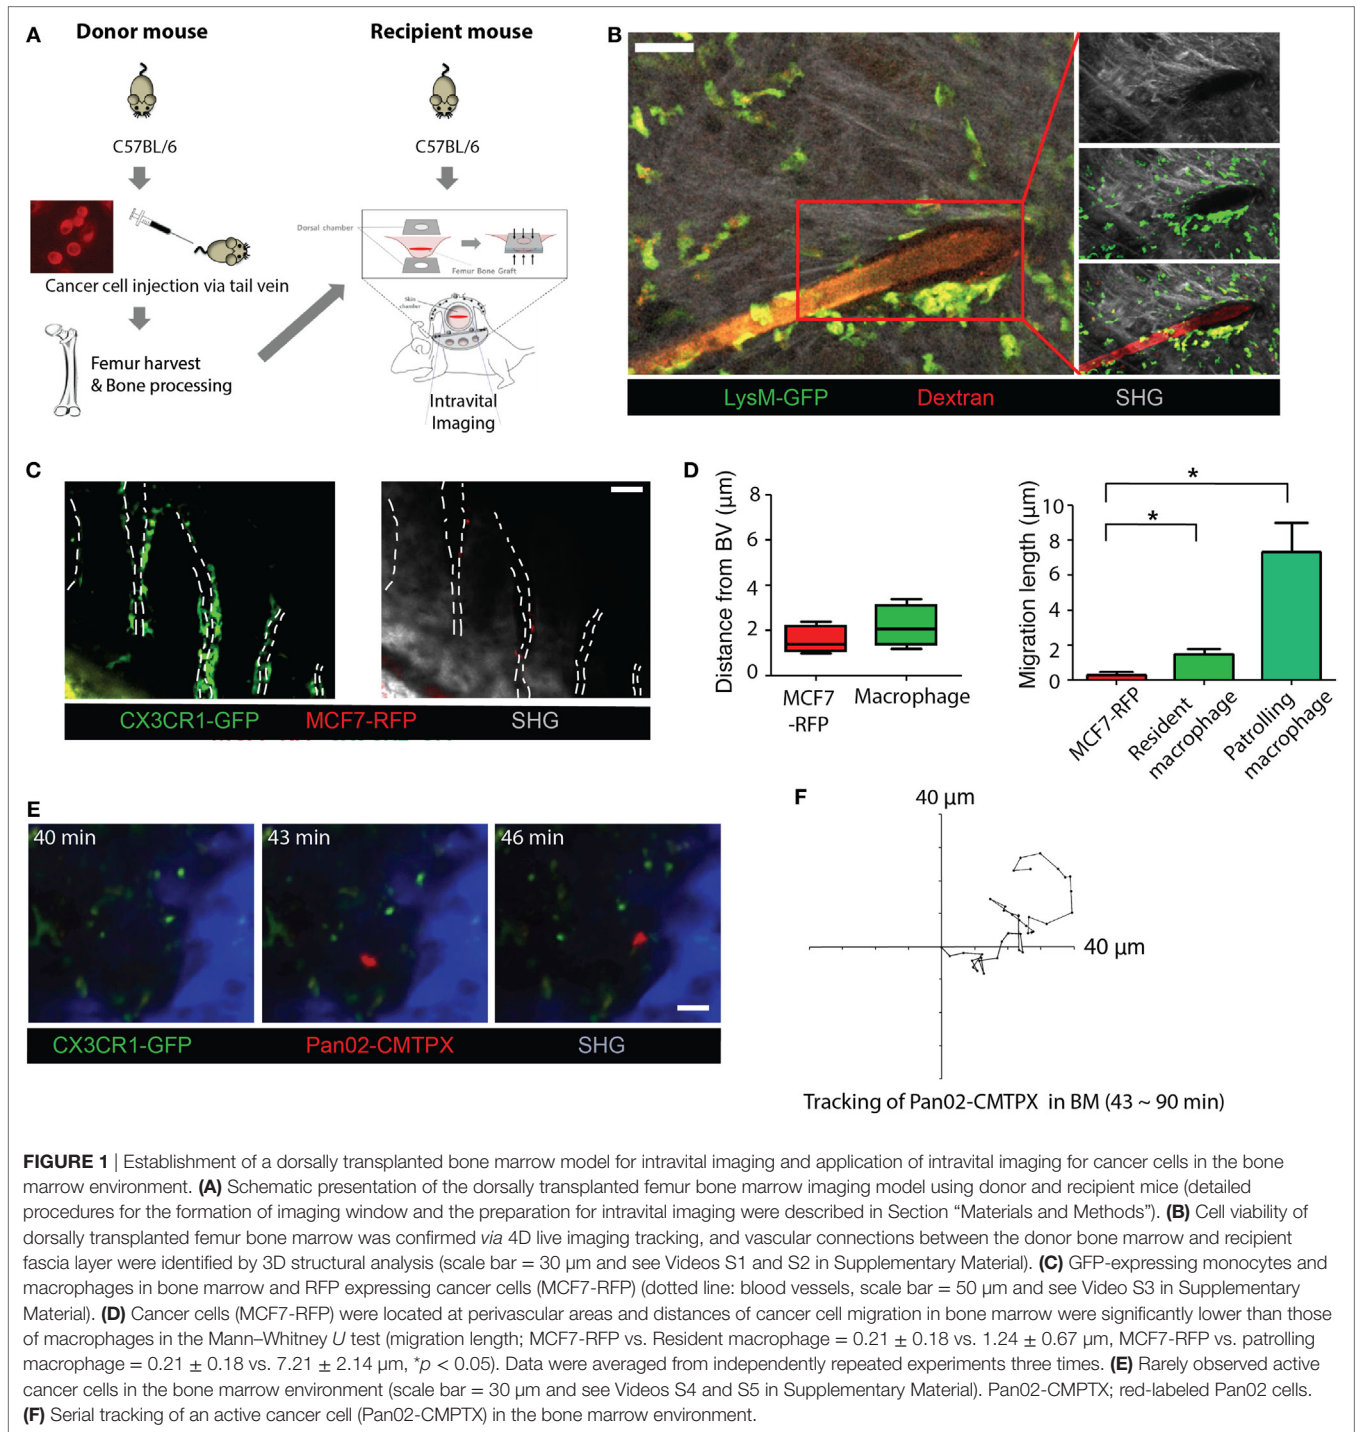 A
Donor mouse
Recipient mouse
C57BL/6
C57BL/6
Cancer cell injection via tail vein
Femur harvest
& Bone processing
Dorsal chamber
Femur Bone Graft
Skin
chamber
Intravital
Imaging
B
LysM-GFP Dextran SHG
C
CX3CR1-GFP MCF7-RFP SHG
D
Distance from BV (µm)
8
6
4
2
0
MCF7
-RFP
Macrophage
Migration length (µm)
10
8
6
4
2
0
*
*
MCF7-RFP
Resident
macrophage
Patrolling
macrophage
E
40 min
43 min
46 min
CX3CR1-GFP Pan02-CMTPX SHG
F
40 µm
40 µm
Tracking of Pan02-CMTPX in BM (43 ~ 90 min)
FIGURE 1 | Establishment of a dorsally transplanted bone marrow model for intravital imaging and application of intravital imaging for cancer cells in the bone
marrow environment. (A) Schematic presentation of the dorsally transplanted femur bone marrow imaging model using donor and recipient mice (detailed
procedures for the formation of imaging window and the preparation for intravital imaging were described in Section “Materials and Methods”). (B) Cell viability of
dorsally transplanted femur bone marrow was confirmed via 4D live imaging tracking, and vascular connections between the donor bone marrow and recipient
fascia layer were identified by 3D structural analysis (scale bar = 30 µm and see Videos S1 and S2 in Supplementary Material). (C) GFP-expressing monocytes and
macrophages in bone marrow and RFP expressing cancer cells (MCF7-RFP) (dotted line: blood vessels, scale bar = 50 µm and see Video S3 in Supplementary
Material). (D) Cancer cells (MCF7-RFP) were located at perivascular areas and distances of cancer cell migration in bone marrow were significantly lower than those
of macrophages in the Mann–Whitney U test (migration length; MCF7-RFP vs. Resident macrophage = 0.21 ± 0.18 vs. 1.24 ± 0.67 µm, MCF7-RFP vs. patrolling
macrophage = 0.21 ± 0.18 vs. 7.21 ± 2.14 µm, *p < 0.05). Data were averaged from independently repeated experiments three times. (E) Rarely observed active
cancer cells in the bone marrow environment (scale bar = 30 µm and see Videos S4 and S5 in Supplementary Material). Pan02-CMPTX; red-labeled Pan02 cells.
(F) Serial tracking of an active cancer cell (Pan02-CMPTX) in the bone marrow environment.